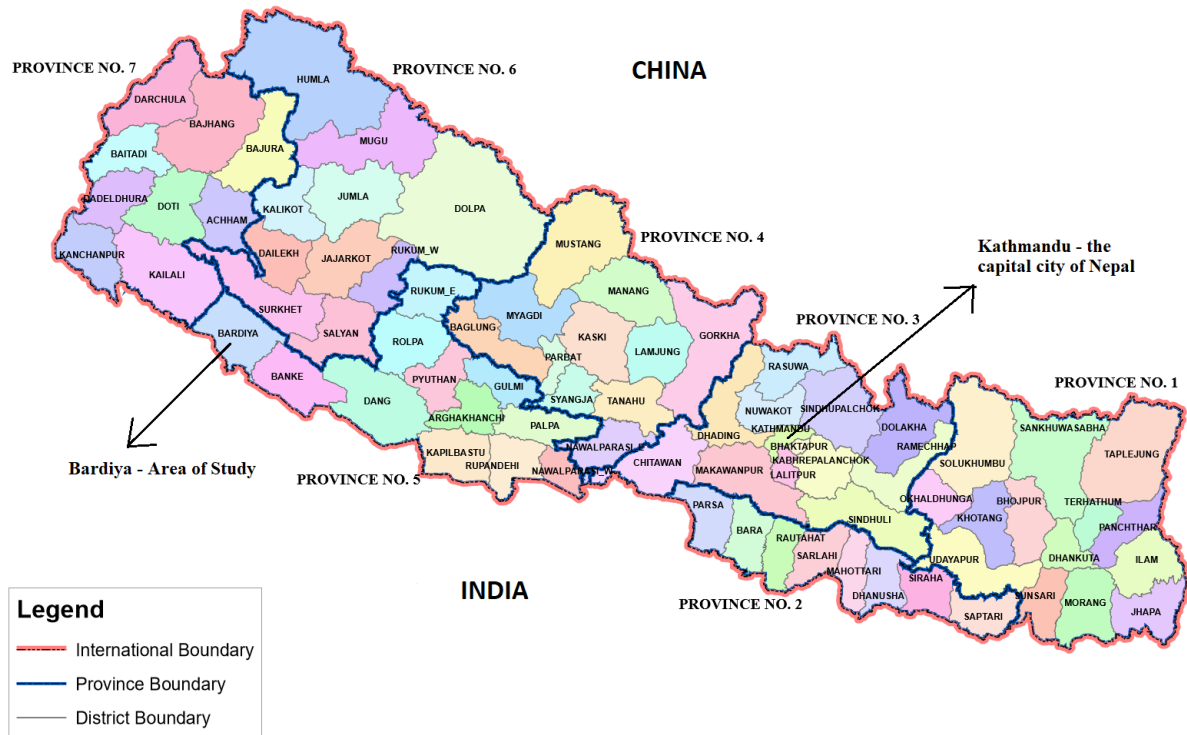 PROVINCE NO. 7
PROVINCE NO. 6
CHINA
HUMLA
DARCHULA
BAJHANG
BAJURA
MUGU
BAITADI
DADELDHURA
DOTI
ACHHAM
KALIKOT
JUMLA
DOLPA
KANCHANPUR
KAILALI
DAILEKH
JAJARKOT
RUKUM_W
MUSTANG
PROVINCE NO. 4
Kathmandu - the
capital city of Nepal
SURKHET
RUKUM_E
MANANG
BARDIYA
SALYAN
ROLPA
BAGLUNG
MYAGDI
KASKI
LAMJUNG
GORKHA
PROVINCE NO. 3
BANKE
PYUTHAN
GULMI
PARBAT
RASUWA
PROVINCE NO. 1
DANG
ARGHAKHANCHI
SYANGJA
TANAHU
NUWAKOT
SINDHUPALCHOK
DOLAKHA
SANKHUWASABHA
PALPA
DHADING
KATHMANDU
RAMECHHAP
TAPLEJUNG
Bardiya - Area of Study
PROVINCE NO. 5
KAPILBASTU
RUPANDEHI
NAWALPARASI_W
NAWALPARASI_E
CHITAWAN
MAKAWANPUR
BHAKTAPUR
KABHREPALANCHOK
LALITPUR
SOLUKHUMBU
OKHALDHUNGA
KHOTANG
BHOJPUR
TERHATHUM
PANCHTHAR
PARSA
BARA
RAUTAHAT
SARLAHI
SINDHULI
MAHOTTARI
DHANUSHA
SIRAHA
UDAYAPUR
DHANKUTA
ILAM
INDIA
PROVINCE NO. 2
SAPTARI
SUNSARI
MORANG
JHAPA
Legend
International Boundary
Province Boundary
District Boundary